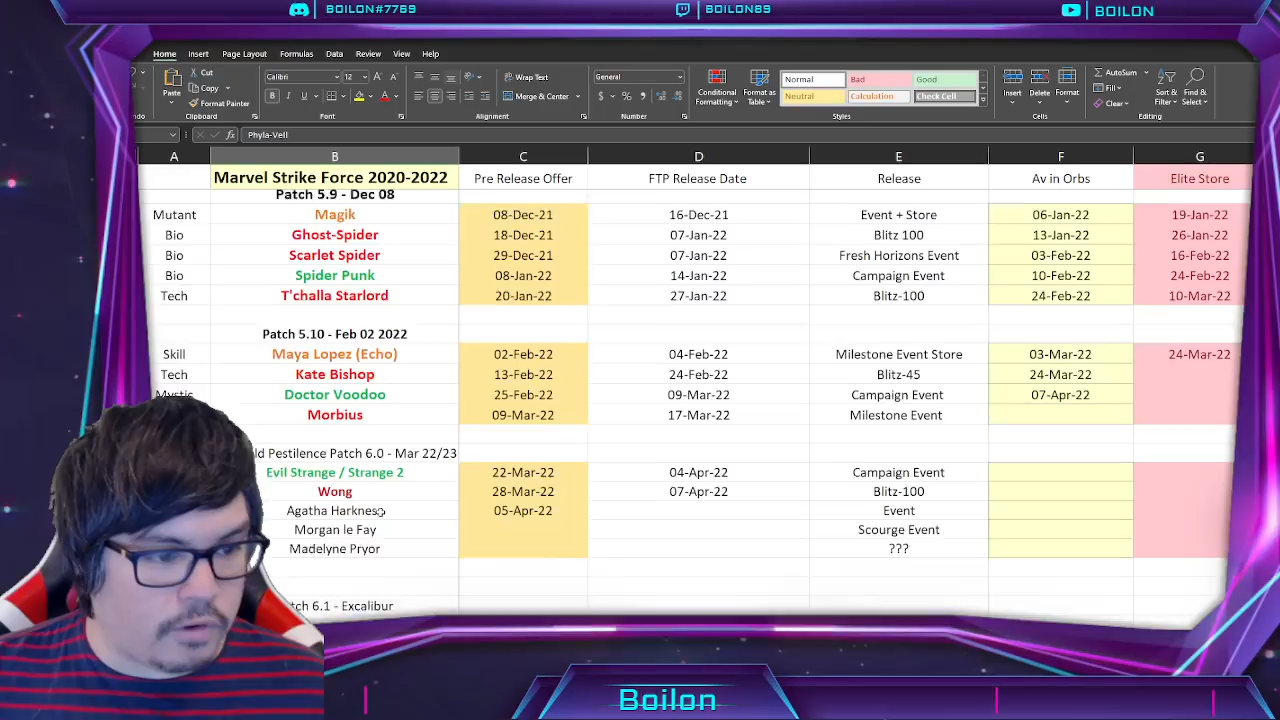 BOILON#7769 BOILON89 BOILON
Home Insert Page Layout Formulas Data Review View Help
Cut Calibri 12 Wrap Text General Normal Bad Good AutoSum
Paste Copy Conditional Formatting Format as Table Insert Delete Format Fill Sort & Filter Find & Select
Format Painter Merge & Center Neutral Calculation Check Cell Clear
Clipboard Font Alignment Number Styles Cells Editing
Phyla-Vell
A B C D E F G
Marvel Strike Force 2020-2022 Pre Release Offer FTP Release Date Release Av in Orbs Elite Store
Patch 5.9 - Dec 08
Mutant Magik 08-Dec-21 16-Dec-21 Event + Store 06-Jan-22 19-Jan-22
Bio Ghost-Spider 18-Dec-21 07-Jan-22 Blitz 100 13-Jan-22 26-Jan-22
Bio Scarlet Spider 29-Dec-21 07-Jan-22 Fresh Horizons Event 03-Feb-22 16-Feb-22
Bio Spider Punk 08-Jan-22 14-Jan-22 Campaign Event 10-Feb-22 24-Feb-22
Tech T'challa Starlord 20-Jan-22 27-Jan-22 Blitz-100 24-Feb-22 10-Mar-22
Patch 5.10 - Feb 02 2022
Skill Maya Lopez (Echo) 02-Feb-22 04-Feb-22 Milestone Event Store 03-Mar-22 24-Mar-22
Tech Kate Bishop 13-Feb-22 24-Feb-22 Blitz-45 24-Mar-22
Mystic Doctor Voodoo 25-Feb-22 09-Mar-22 Campaign Event 07-Apr-22
Morbius 09-Mar-22 17-Mar-22 Milestone Event
Pestilence Patch 6.0 - Mar 22/23
Evil Strange / Strange 2 22-Mar-22 04-Apr-22 Campaign Event
Wong 28-Mar-22 07-Apr-22 Blitz-100
Agatha Harkness 05-Apr-22 Event
Morgan le Fay Scourge Event
Madelyne Pryor ???
6.1 - Excalibur
Boilon